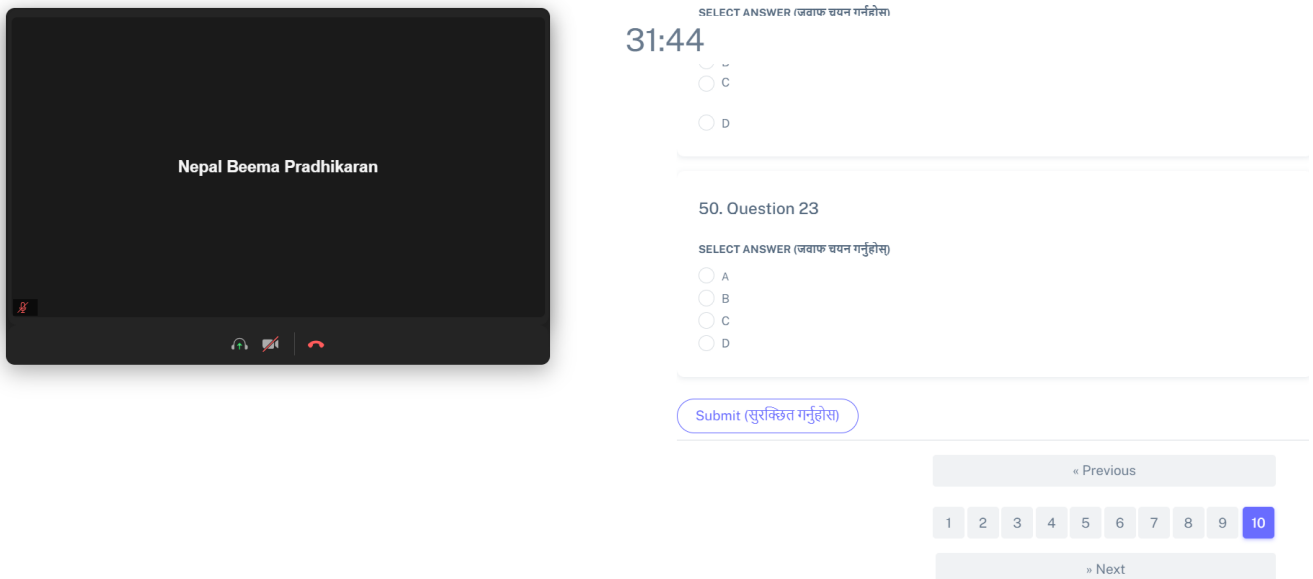 Nepal Beema Pradhikaran
31:44
SELECT ANSWER (जवाफ चयन गर्नुहोस्)
C
D
50. Question 23
SELECT ANSWER (जवाफ चयन गर्नुहोस्)
A
B
C
D
Submit (सुरक्छित गर्नुहोस)
« Previous
1 2 3 4 5 6 7 8 9 10
» Next